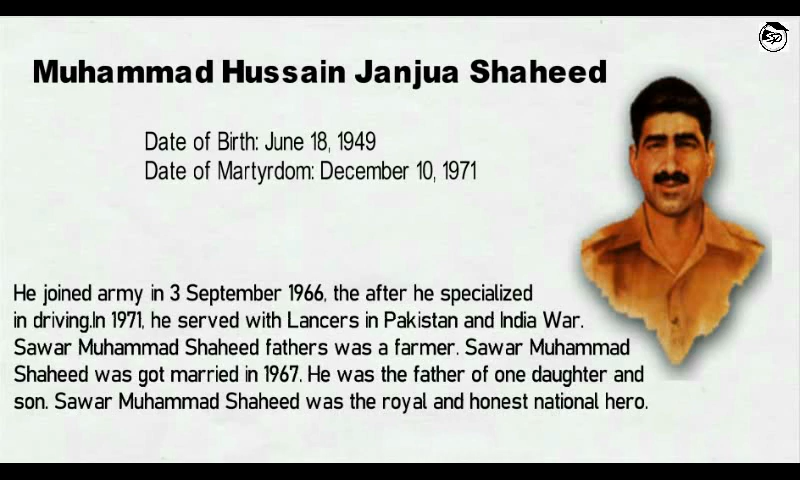 Muhammad Hussain Janjua Shaheed
Date of Birth: June 18, 1949
Date of Martyrdom: December 10, 1971
He joined army in 3 September 1966, the after he specialized
in driving.In 1971, he served with Lancers in Pakistan and India War.
Sawar Muhammad Shaheed fathers was a farmer. Sawar Muhammad
Shaheed was got married in 1967. He was the father of one daughter and
son. Sawar Muhammad Shaheed was the royal and honest national hero.